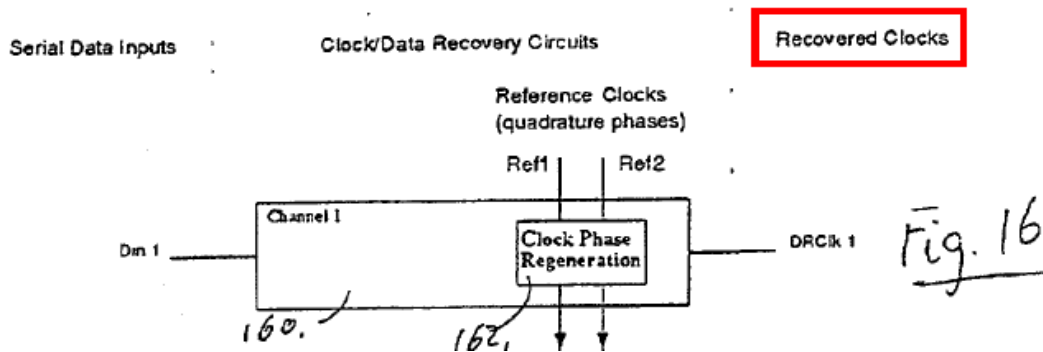 Serial Data Inputs
Clock/Data Recovery Circuits
Recovered Clocks
Reference Clocks
(quadrature phases)
Ref1
Ref2
Channel 1
Din 1
Clock Phase
Regeneration
DRClk 1
Fig. 16
160.
162,